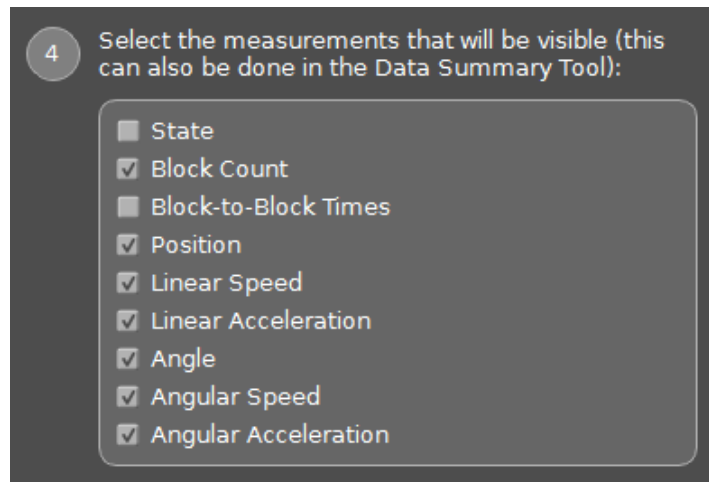 4
Select the measurements that will be visible (this
can also be done in the Data Summary Tool):
State
Block Count
Block-to-Block Times
Position
Linear Speed
Linear Acceleration
Angle
Angular Speed
Angular Acceleration